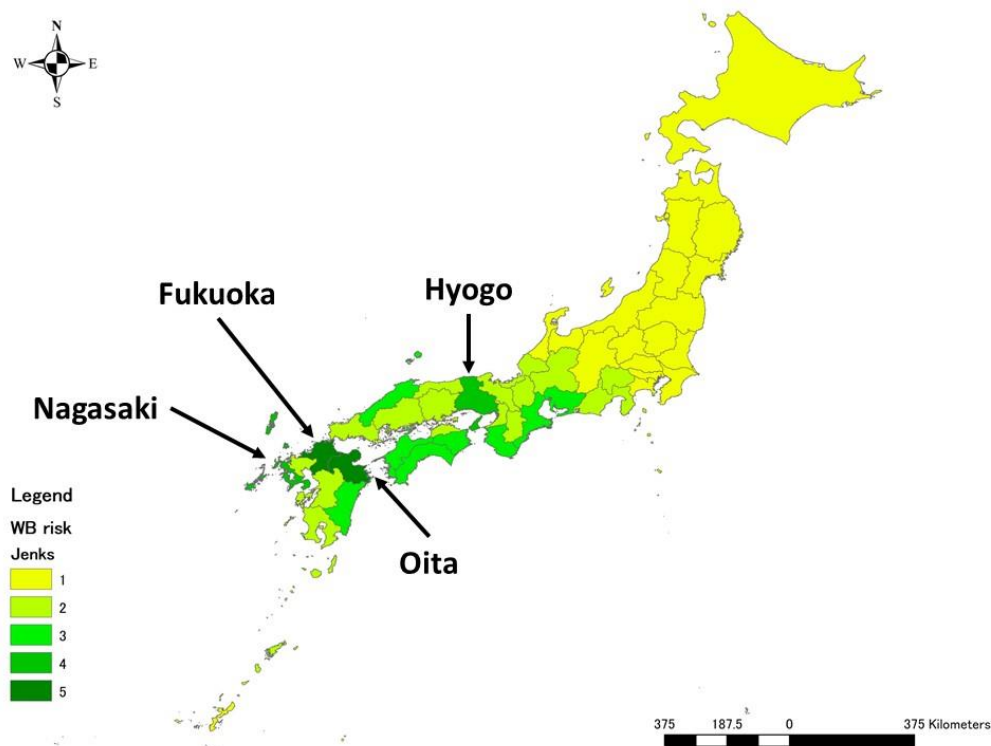 N
W E
S
Fukuoka
Hyogo
Nagasaki
Oita
Legend
WB risk
Jenks
1
2
3
4
5
375 187.5 0 375 Kilometers